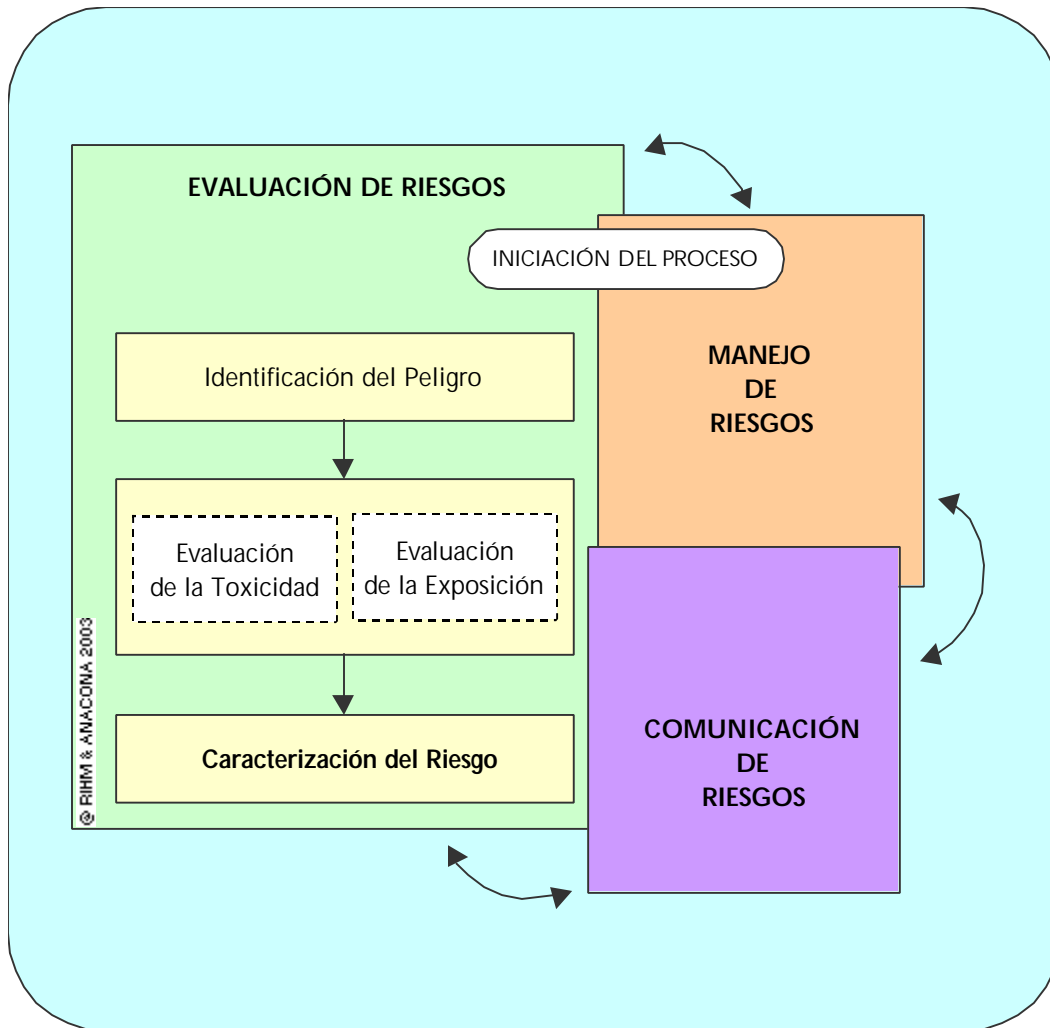 EVALUACIÓN DE RIESGOS
INICIACIÓN DEL PROCESO
Identificación del Peligro
Evaluación
de la Toxicidad
Evaluación
de la Exposición
Caracterización del Riesgo
MANEJO
DE
RIESGOS
COMUNICACIÓN
DE
RIESGOS
© RIHM & ANACONA 2003